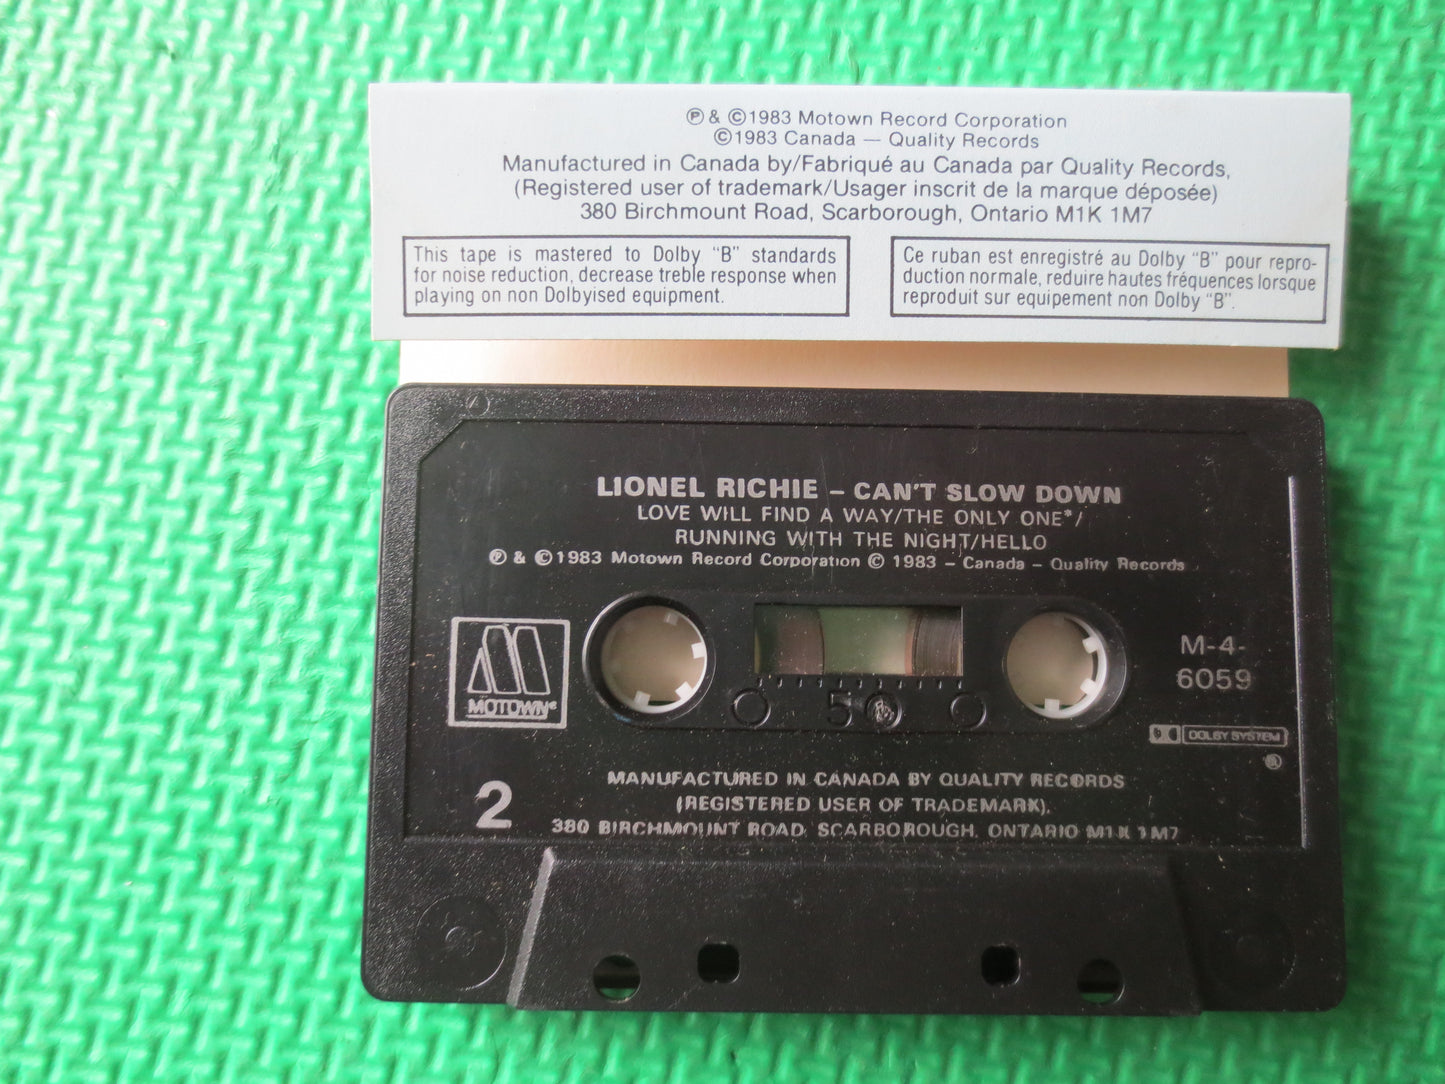 ℗ & ©1983 Motown Record Corporation
©1983 Canada — Quality Records
Manufactured in Canada by/Fabriqué au Canada par Quality Records,
(Registered user of trademark/Usager inscrit de la marque déposée)
380 Birchmount Road, Scarborough, Ontario M1K 1M7
This tape is mastered to Dolby "B" standards
for noise reduction, decrease treble response when
playing on non Dolbyised equipment.
Ce ruban est enregistré au Dolby "B" pour repro-
duction normale, reduire hautes fréquences lorsque
reproduit sur equipement non Dolby "B".
LIONEL RICHIE – CAN'T SLOW DOWN
LOVE WILL FIND A WAY/THE ONLY ONE*/
RUNNING WITH THE NIGHT/HELLO
℗ & ©1983 Motown Record Corporation © 1983 – Canada – Quality Records
MOTOWN®
M-4-
6059
5
DOLBY SYSTEM
®
2
MANUFACTURED IN CANADA BY QUALITY RECORDS
(REGISTERED USER OF TRADEMARK),
380 BIRCHMOUNT ROAD, SCARBOROUGH, ONTARIO M1K 1M7